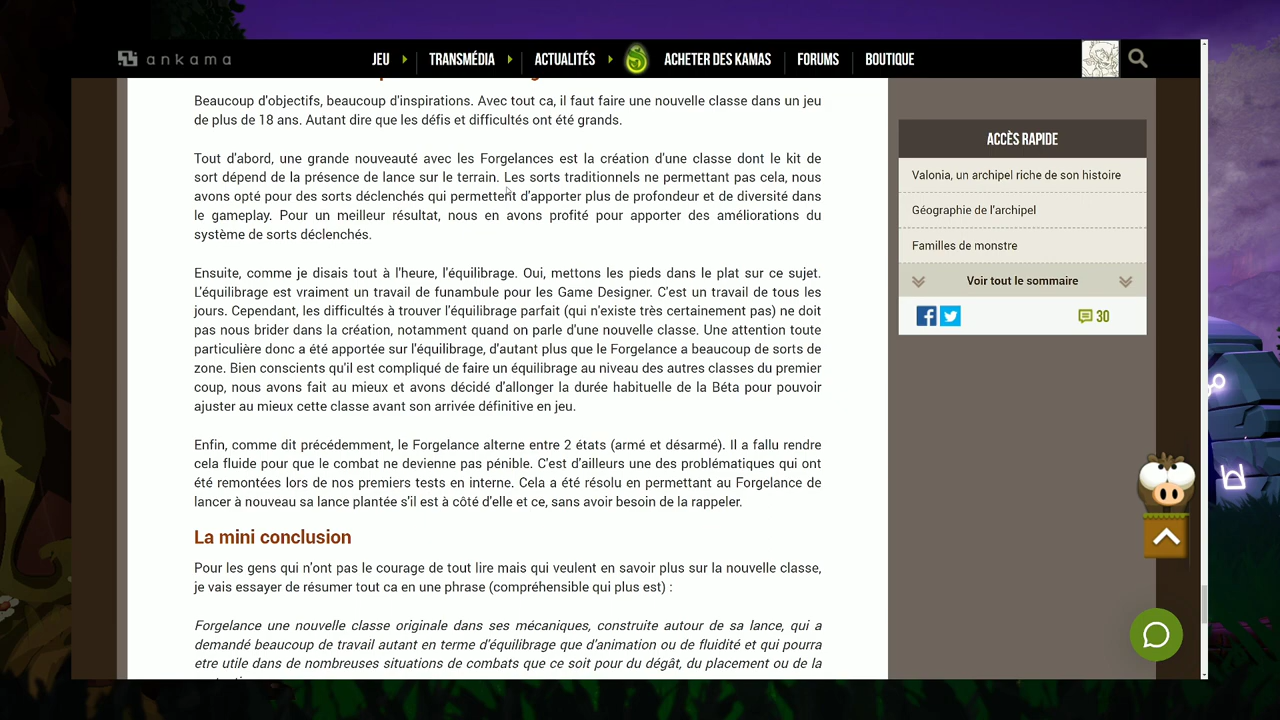 ankama
JEU
TRANSMÉDIA
ACTUALITÉS
ACHETER DES KAMAS
FORUMS
BOUTIQUE
Beaucoup d'objectifs, beaucoup d'inspirations. Avec tout ca, il faut faire une nouvelle classe dans un jeu
de plus de 18 ans. Autant dire que les défis et difficultés ont été grands.
Tout d'abord, une grande nouveauté avec les Forgelances est la création d'une classe dont le kit de
sort dépend de la présence de lance sur le terrain. Les sorts traditionnels ne permettant pas cela, nous
avons opté pour des sorts déclenchés qui permettent d'apporter plus de profondeur et de diversité dans
le gameplay. Pour un meilleur résultat, nous en avons profité pour apporter des améliorations du
système de sorts déclenchés.
Ensuite, comme je disais tout à l'heure, l'équilibrage. Oui, mettons les pieds dans le plat sur ce sujet.
L'équilibrage est vraiment un travail de funambule pour les Game Designer. C'est un travail de tous les
jours. Cependant, les difficultés à trouver l'équilibrage parfait (qui n'existe très certainement pas) ne doit
pas nous brider dans la création, notamment quand on parle d'une nouvelle classe. Une attention toute
particulière donc a été apportée sur l'équilibrage, d'autant plus que le Forgelance a beaucoup de sorts de
zone. Bien conscients qu'il est compliqué de faire un équilibrage au niveau des autres classes du premier
coup, nous avons fait au mieux et avons décidé d'allonger la durée habituelle de la Béta pour pouvoir
ajuster au mieux cette classe avant son arrivée définitive en jeu.
Enfin, comme dit précédemment, le Forgelance alterne entre 2 états (armé et désarmé). Il a fallu rendre
cela fluide pour que le combat ne devienne pas pénible. C'est d'ailleurs une des problématiques qui ont
été remontées lors de nos premiers tests en interne. Cela a été résolu en permettant au Forgelance de
lancer à nouveau sa lance plantée s'il est à côté d'elle et ce, sans avoir besoin de la rappeler.
La mini conclusion
Pour les gens qui n'ont pas le courage de tout lire mais qui veulent en savoir plus sur la nouvelle classe,
je vais essayer de résumer tout ca en une phrase (compréhensible qui plus est) :
Forgelance une nouvelle classe originale dans ses mécaniques, construite autour de sa lance, qui a
demandé beaucoup de travail autant en terme d'équilibrage que d'animation ou de fluidité et qui pourra
etre utile dans de nombreuses situations de combats que ce soit pour du dégât, du placement ou de la
ACCÈS RAPIDE
Valonia, un archipel riche de son histoire
Géographie de l'archipel
Familles de monstre
Voir tout le sommaire
30